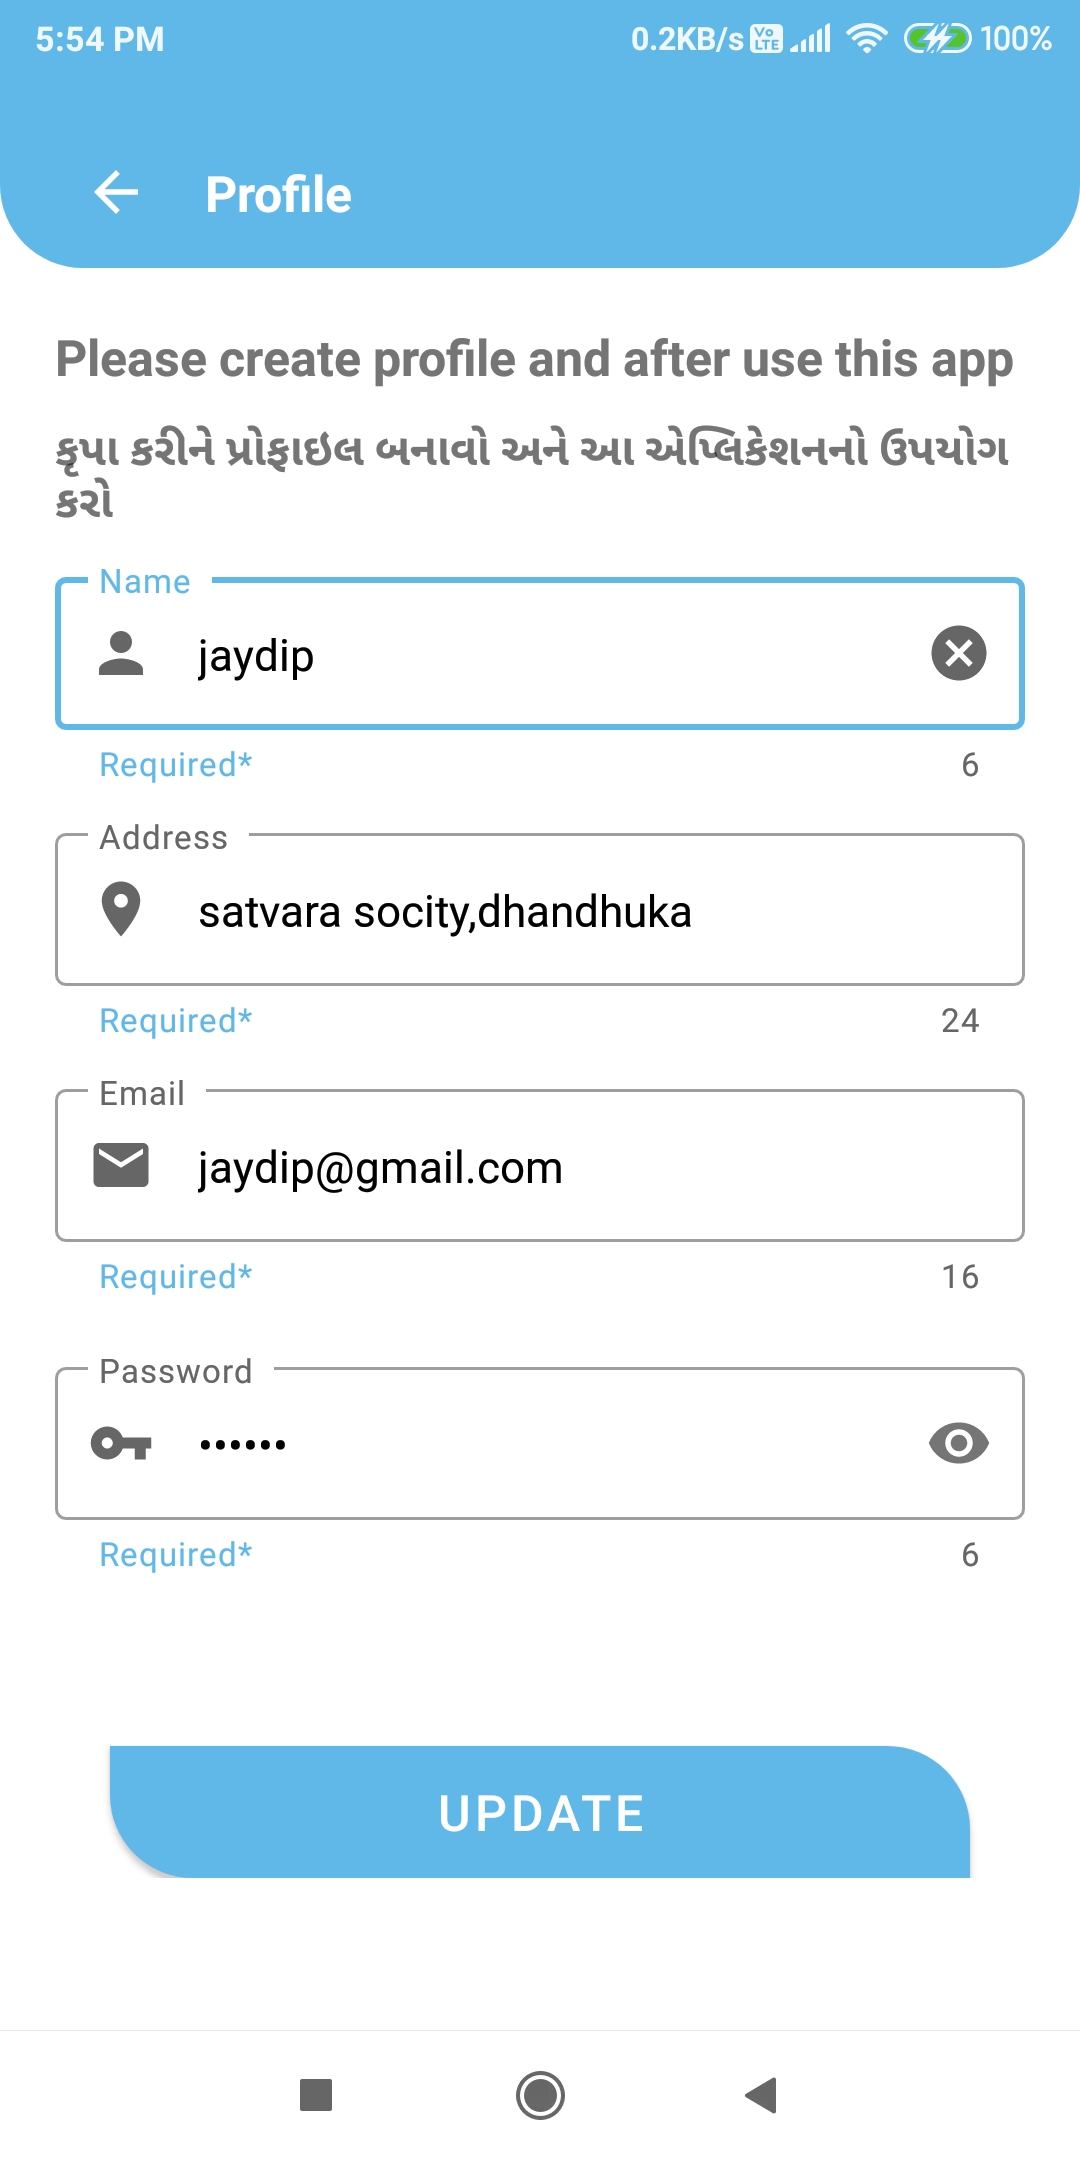 5:54 PM 0.2KB/s Vo LTE 100%
Profile
Please create profile and after use this app
કૃપા કરીને પ્રોફાઇલ બનાવો અને આ એપ્લિકેશનનો ઉપયોગ
કરો
Name
jaydip
Required* 6
Address
satvara socity,dhandhuka
Required* 24
Email
jaydip@gmail.com
Required* 16
Password
••••••
Required* 6
UPDATE